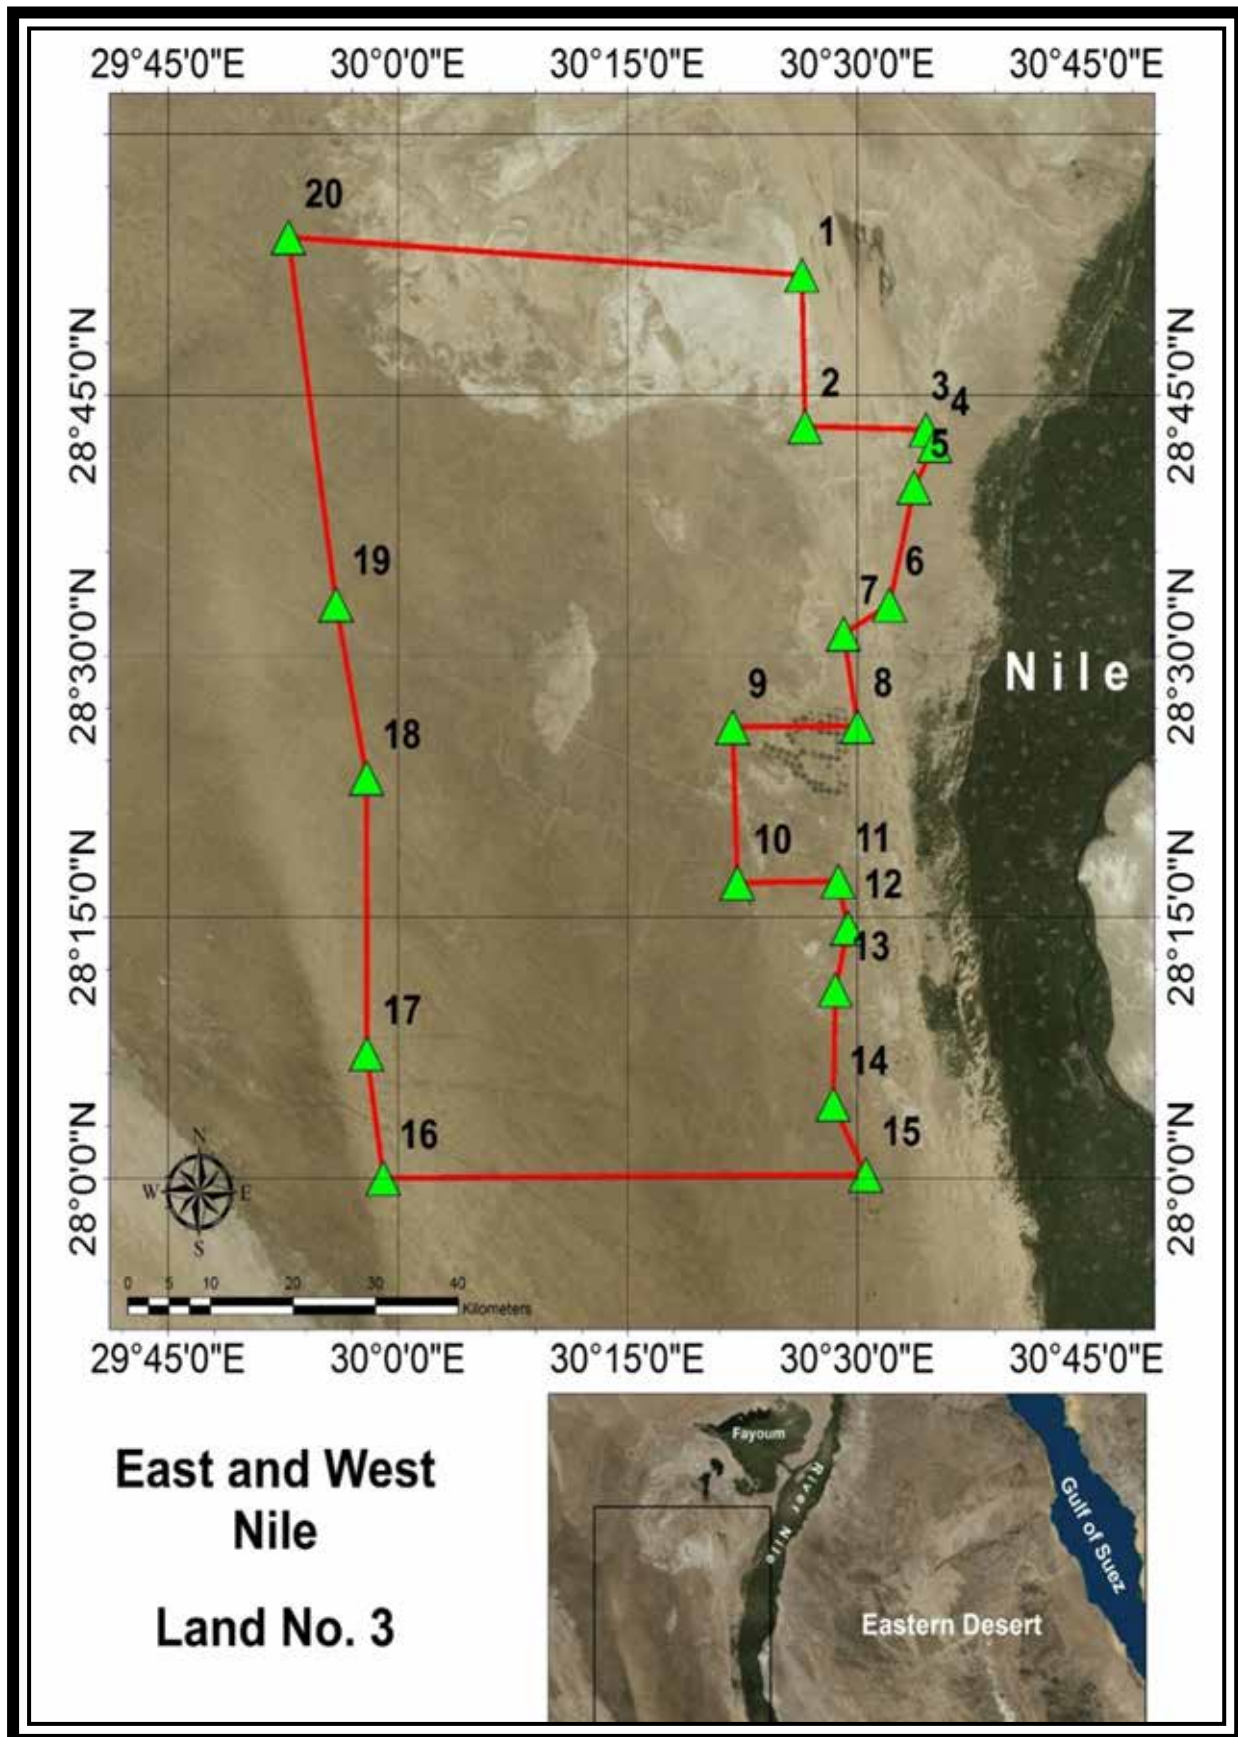 29°45'0"E 30°0'0"E 30°15'0"E 30°30'0"E 30°45'0"E
20
1
28°45'0"N
28°45'0"N
2
3
4
5
19
6
7
28°30'0"N
28°30'0"N
Nile
9
8
18
10
11
12
28°15'0"N
28°15'0"N
13
17
14
16
15
28°0'0"N
28°0'0"N
N
W E
S
0 5 10 20 30 40
Kilometers
29°45'0"E 30°0'0"E 30°15'0"E 30°30'0"E 30°45'0"E
East and West
Nile
Land No. 3
Fayoum
River Nile
Gulf of Suez
Eastern Desert